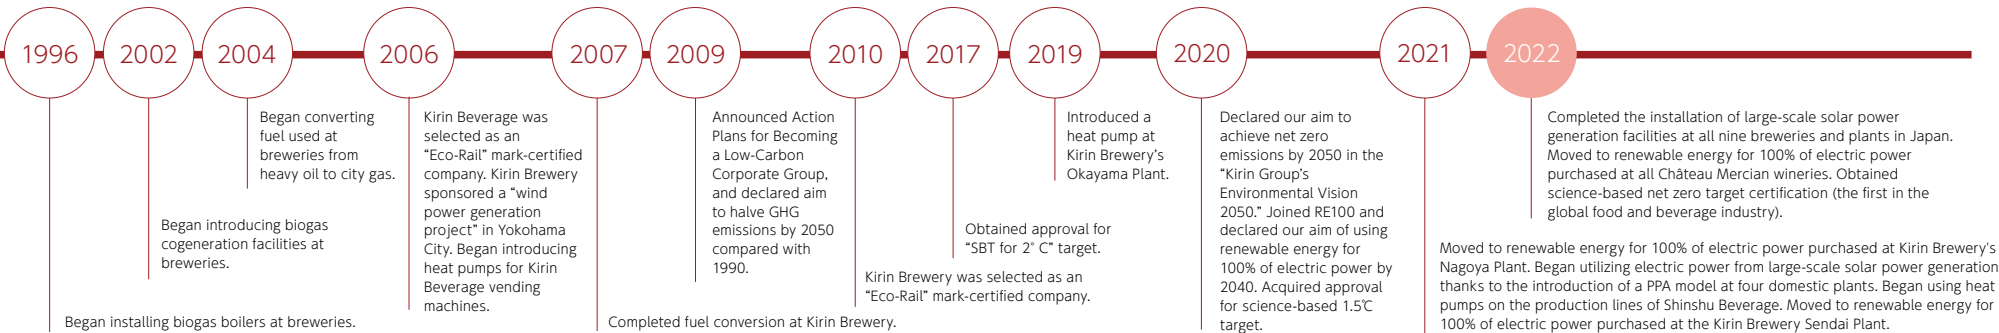 1996
2002
2004
2006
2007
2009
2010
2017
2019
2020
2021
2022
Began installing biogas boilers at breweries.
Began introducing biogas
cogeneration facilities at
breweries.
Began converting
fuel used at
breweries from
heavy oil to city gas.
Kirin Beverage was
selected as an
“Eco-Rail” mark-certified
company. Kirin Brewery
sponsored a “wind
power generation
project” in Yokohama
City. Began introducing
heat pumps for Kirin
Beverage vending
machines.
Completed fuel conversion at Kirin Brewery.
Announced Action
Plans for Becoming
a Low-Carbon
Corporate Group,
and declared aim
to halve GHG
emissions by 2050
compared with
1990.
Kirin Brewery was selected as an
“Eco-Rail” mark-certified company.
Obtained approval for
“SBT for 2° C” target.
Introduced a
heat pump at
Kirin Brewery’s
Okayama Plant.
Declared our aim to
achieve net zero
emissions by 2050 in the
“Kirin Group’s
Environmental Vision
2050.” Joined RE100 and
declared our aim of using
renewable energy for
100% of electric power by
2040. Acquired approval
for science-based 1.5℃
target.
Moved to renewable energy for 100% of electric power purchased at Kirin Brewery's
Nagoya Plant. Began utilizing electric power from large-scale solar power generation
thanks to the introduction of a PPA model at four domestic plants. Began using heat
pumps on the production lines of Shinshu Beverage. Moved to renewable energy for
100% of electric power purchased at the Kirin Brewery Sendai Plant.
Completed the installation of large-scale solar power
generation facilities at all nine breweries and plants in Japan.
Moved to renewable energy for 100% of electric power
purchased at all Château Mercian wineries. Obtained
science-based net zero target certification (the first in the
global food and beverage industry).